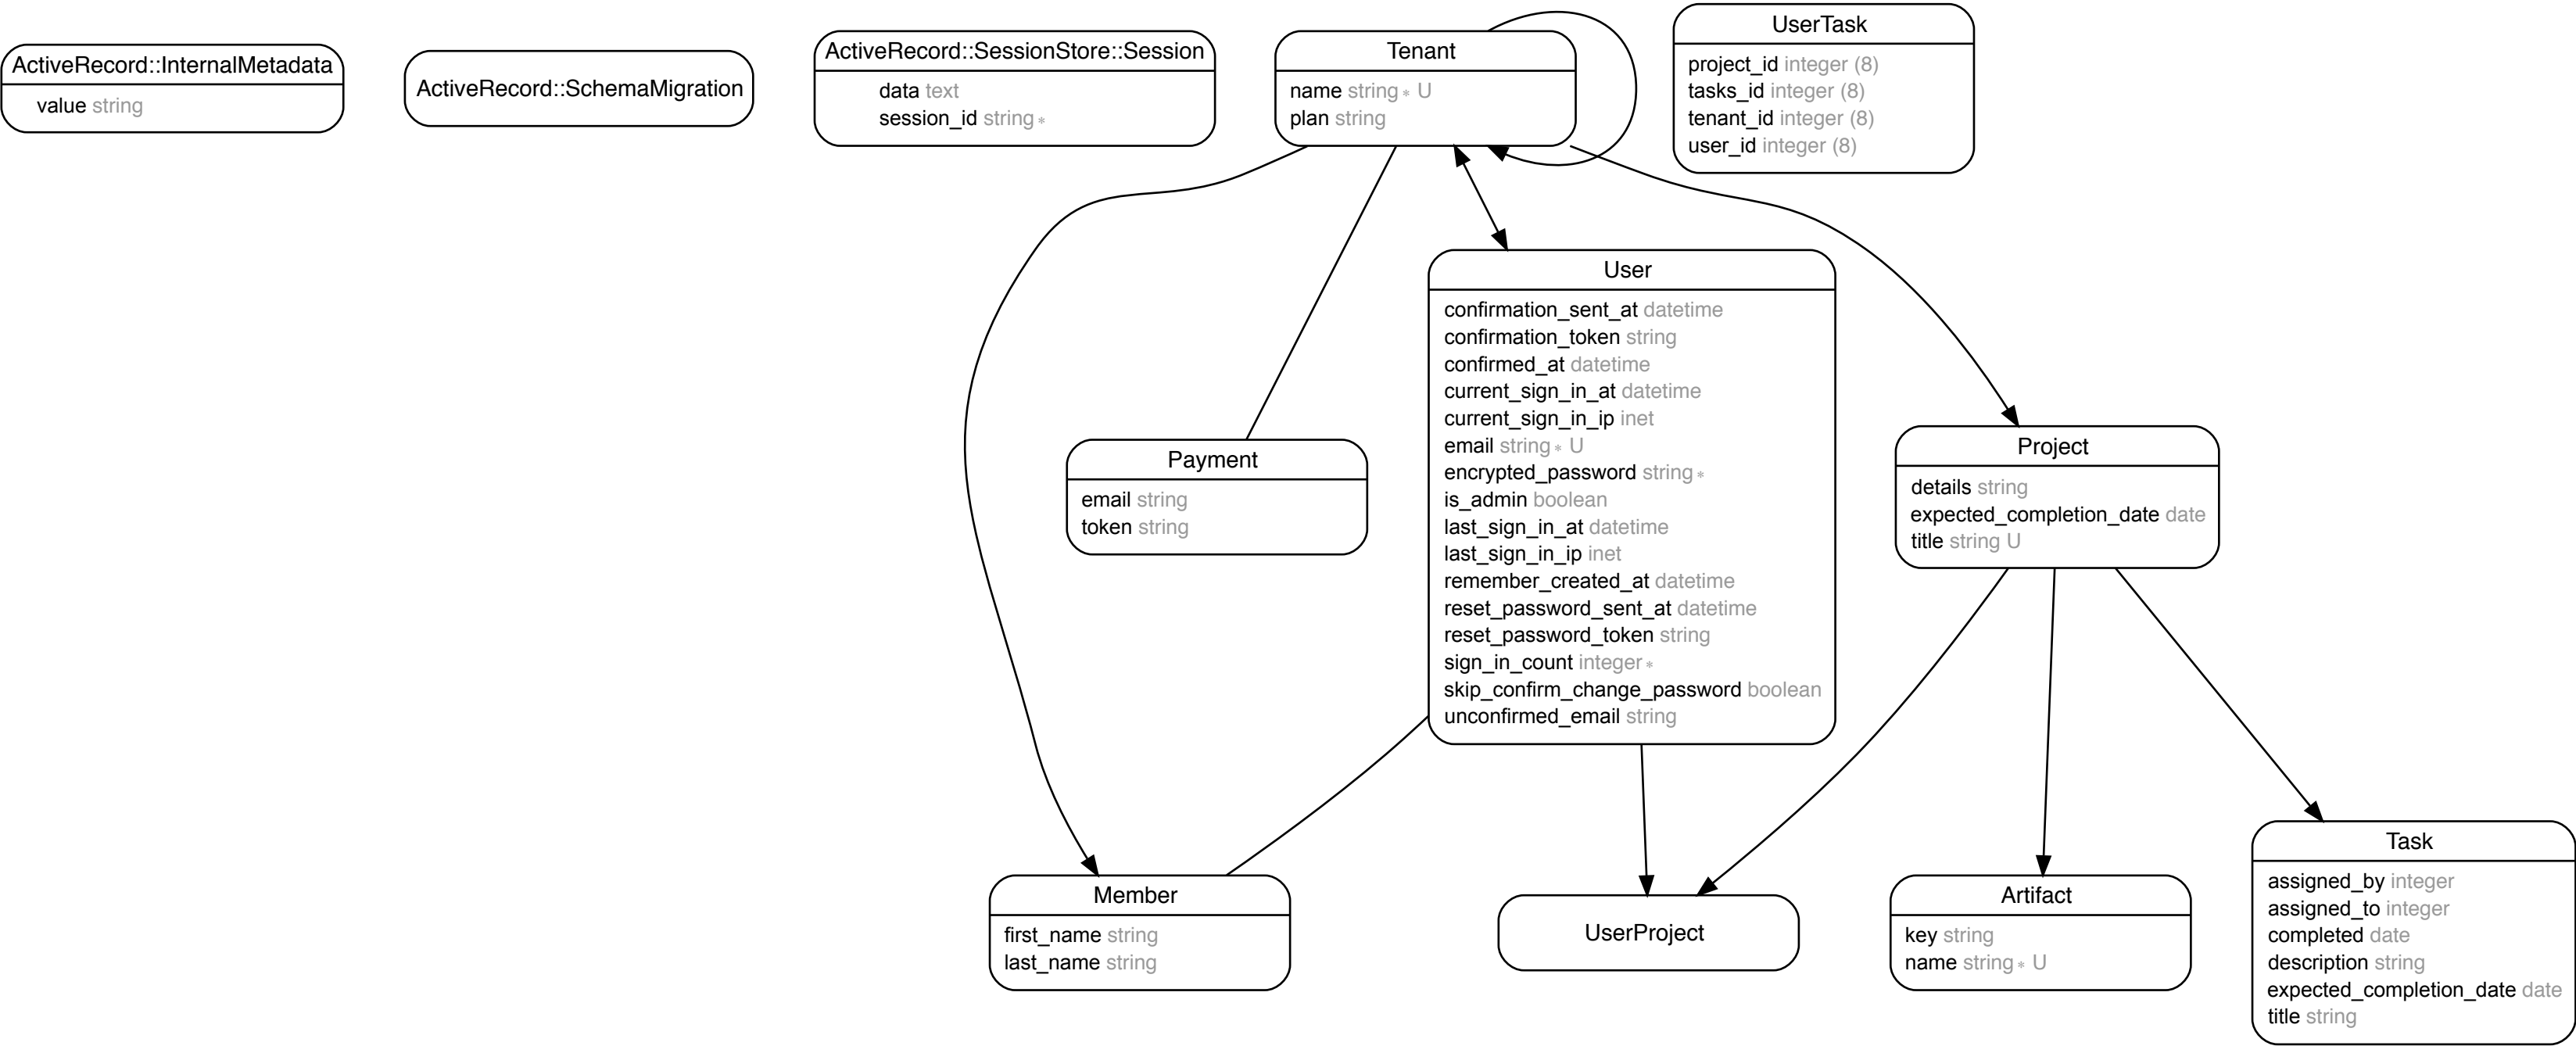 ActiveRecord::InternalMetadata
value string
ActiveRecord::SchemaMigration
ActiveRecord::SessionStore::Session
data text
session_id string *
Tenant
name string * U
plan string
UserTask
project_id integer (8)
tasks_id integer (8)
tenant_id integer (8)
user_id integer (8)
User
confirmation_sent_at datetime
confirmation_token string
confirmed_at datetime
current_sign_in_at datetime
current_sign_in_ip inet
email string * U
encrypted_password string *
is_admin boolean
last_sign_in_at datetime
last_sign_in_ip inet
remember_created_at datetime
reset_password_sent_at datetime
reset_password_token string
sign_in_count integer *
skip_confirm_change_password boolean
unconfirmed_email string
Payment
email string
token string
Project
details string
expected_completion_date date
title string U
Member
first_name string
last_name string
UserProject
Artifact
key string
name string * U
Task
assigned_by integer
assigned_to integer
completed date
description string
expected_completion_date date
title string